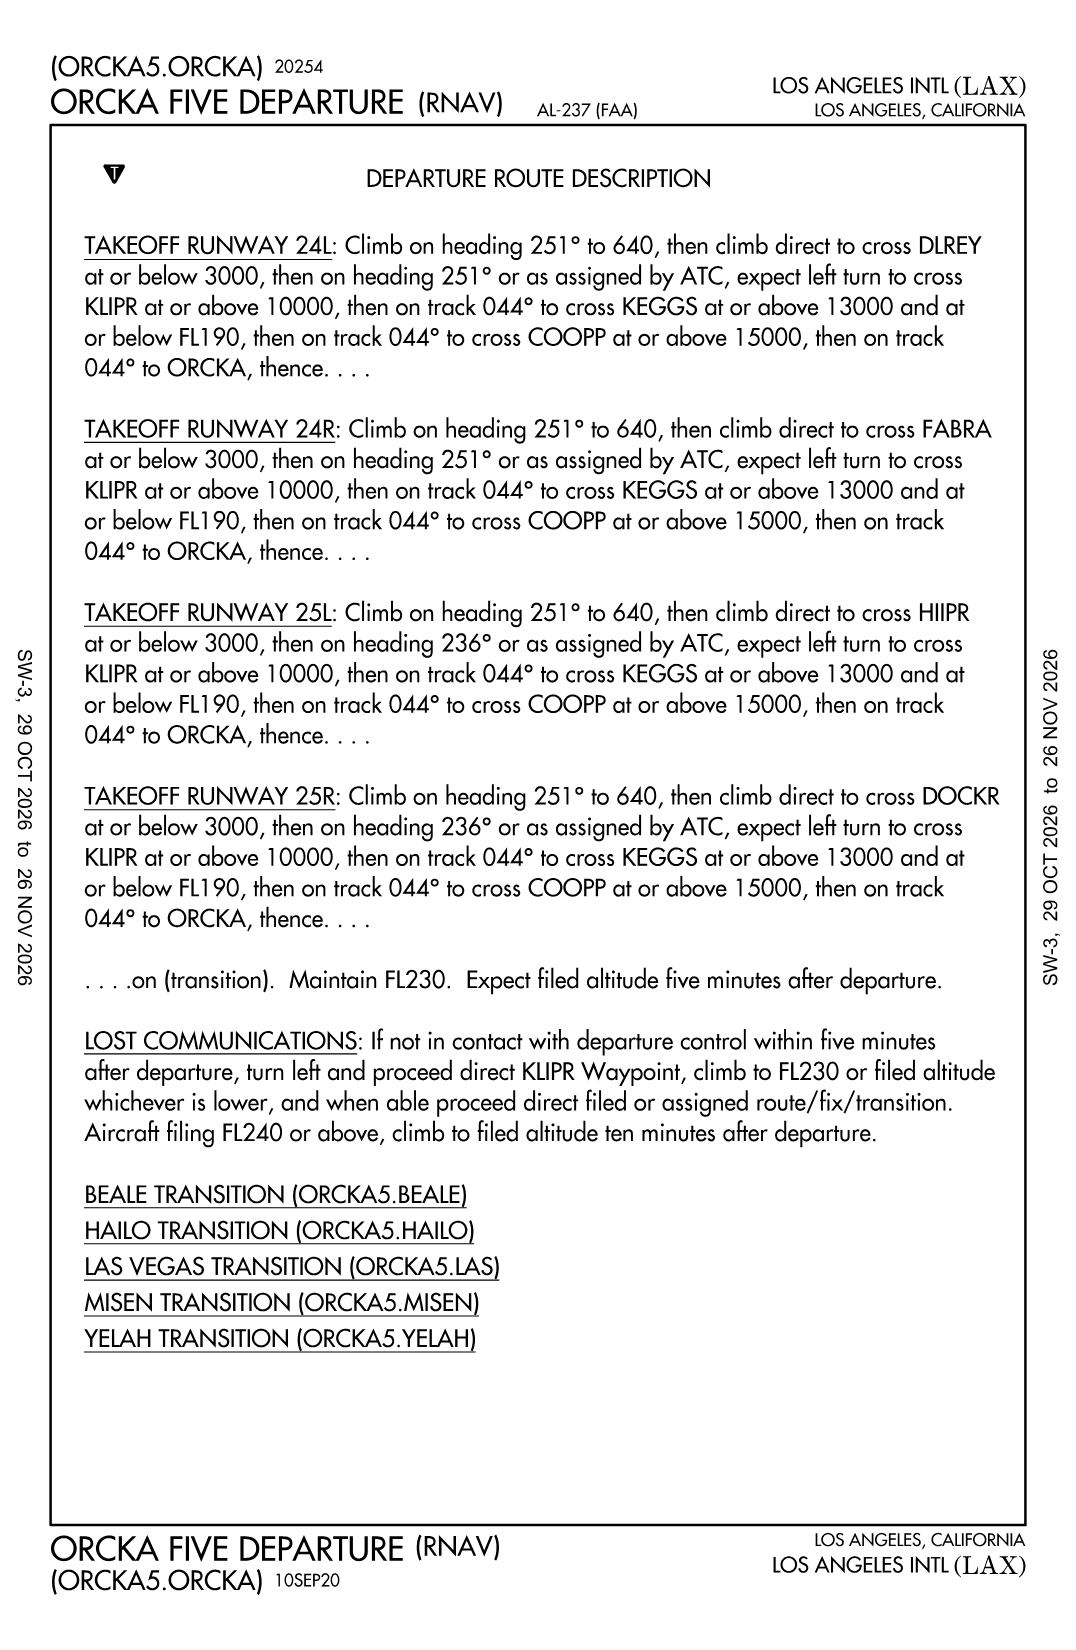 (ORCKA5.ORCKA) 20254
ORCKA FIVE DEPARTURE (RNAV) AL-237 (FAA)
LOS ANGELES INTL (LAX)
LOS ANGELES, CALIFORNIA
T
DEPARTURE ROUTE DESCRIPTION
TAKEOFF RUNWAY 24L: Climb on heading 251° to 640, then climb direct to cross DLREY
at or below 3000, then on heading 251° or as assigned by ATC, expect left turn to cross
KLIPR at or above 10000, then on track 044° to cross KEGGS at or above 13000 and at
or below FL190, then on track 044° to cross COOPP at or above 15000, then on track
044° to ORCKA, thence. . . .
TAKEOFF RUNWAY 24R: Climb on heading 251° to 640, then climb direct to cross FABRA
at or below 3000, then on heading 251° or as assigned by ATC, expect left turn to cross
KLIPR at or above 10000, then on track 044° to cross KEGGS at or above 13000 and at
or below FL190, then on track 044° to cross COOPP at or above 15000, then on track
044° to ORCKA, thence. . . .
TAKEOFF RUNWAY 25L: Climb on heading 251° to 640, then climb direct to cross HIIPR
at or below 3000, then on heading 236° or as assigned by ATC, expect left turn to cross
KLIPR at or above 10000, then on track 044° to cross KEGGS at or above 13000 and at
or below FL190, then on track 044° to cross COOPP at or above 15000, then on track
044° to ORCKA, thence. . . .
TAKEOFF RUNWAY 25R: Climb on heading 251° to 640, then climb direct to cross DOCKR
at or below 3000, then on heading 236° or as assigned by ATC, expect left turn to cross
KLIPR at or above 10000, then on track 044° to cross KEGGS at or above 13000 and at
or below FL190, then on track 044° to cross COOPP at or above 15000, then on track
044° to ORCKA, thence. . . .
. . . .on (transition). Maintain FL230. Expect filed altitude five minutes after departure.
LOST COMMUNICATIONS: If not in contact with departure control within five minutes
after departure, turn left and proceed direct KLIPR Waypoint, climb to FL230 or filed altitude
whichever is lower, and when able proceed direct filed or assigned route/fix/transition.
Aircraft filing FL240 or above, climb to filed altitude ten minutes after departure.
BEALE TRANSITION (ORCKA5.BEALE)
HAILO TRANSITION (ORCKA5.HAILO)
LAS VEGAS TRANSITION (ORCKA5.LAS)
MISEN TRANSITION (ORCKA5.MISEN)
YELAH TRANSITION (ORCKA5.YELAH)
SW-3, 29 OCT 2026 to 26 NOV 2026
SW-3, 29 OCT 2026 to 26 NOV 2026
ORCKA FIVE DEPARTURE (RNAV)
(ORCKA5.ORCKA) 10SEP20
LOS ANGELES, CALIFORNIA
LOS ANGELES INTL (LAX)